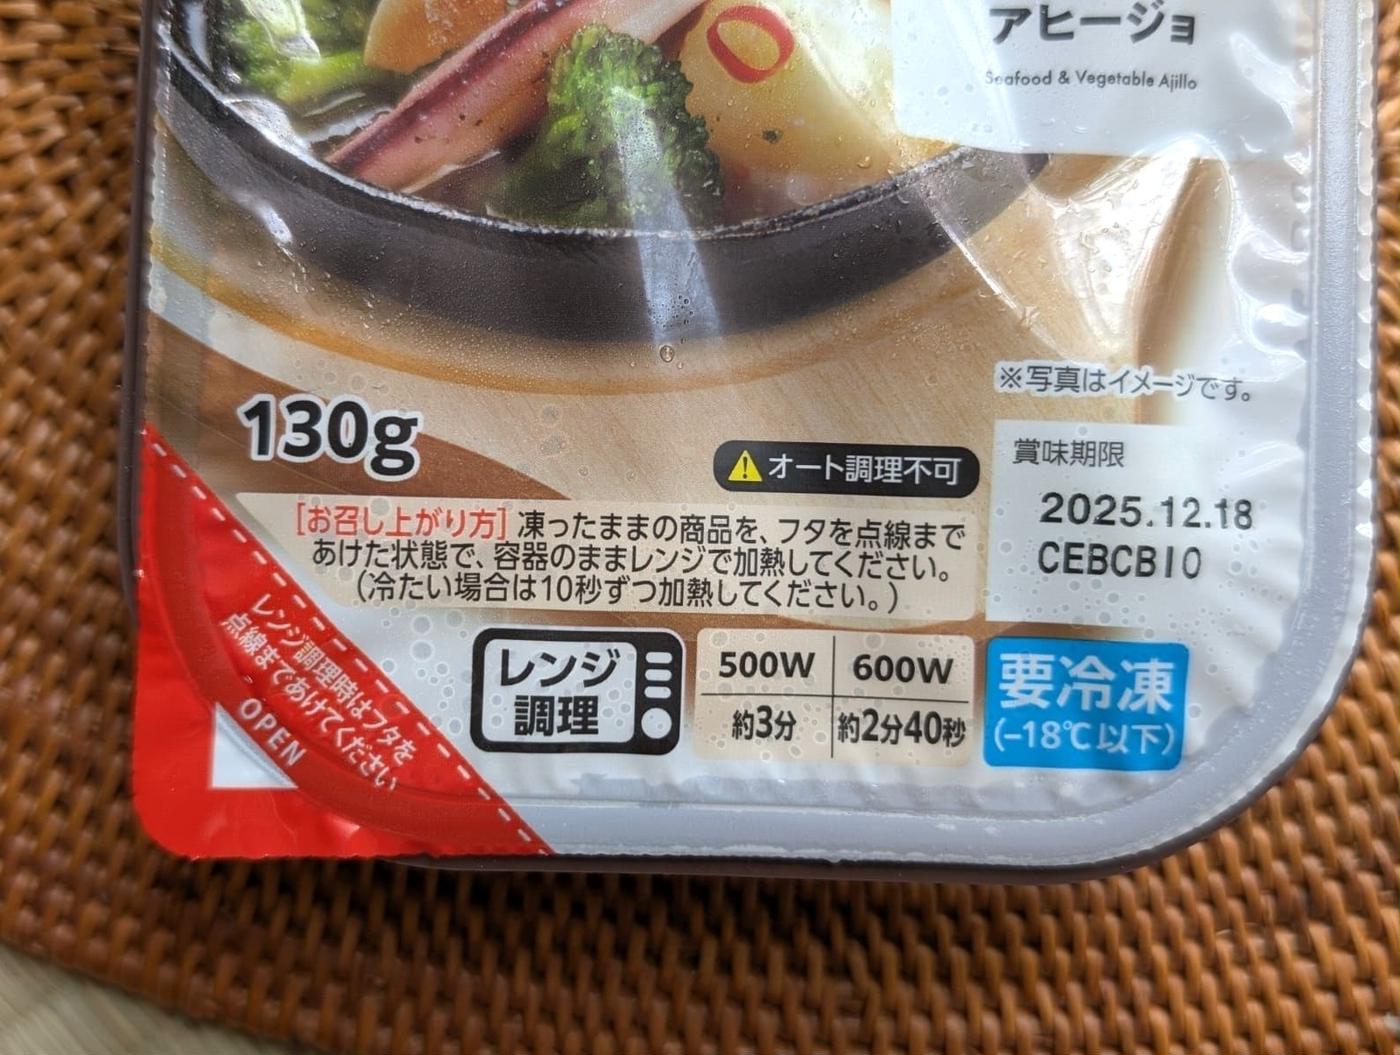 アヒージョ
Seafood & Vegetable Ajillo
※写真はイメージです。
130g
オート調理不可
賞味期限
2025.12.18
CEBCB10
[お召し上がり方] 凍ったままの商品を、フタを点線まで
あけた状態で、容器のままレンジで加熱してください。
(冷たい場合は10秒ずつ加熱してください。)
レンジ調理時はフタを
点線まであけてください
OPEN
レンジ
調理
500W 600W
約3分 約2分40秒
要冷凍
(-18℃以下)